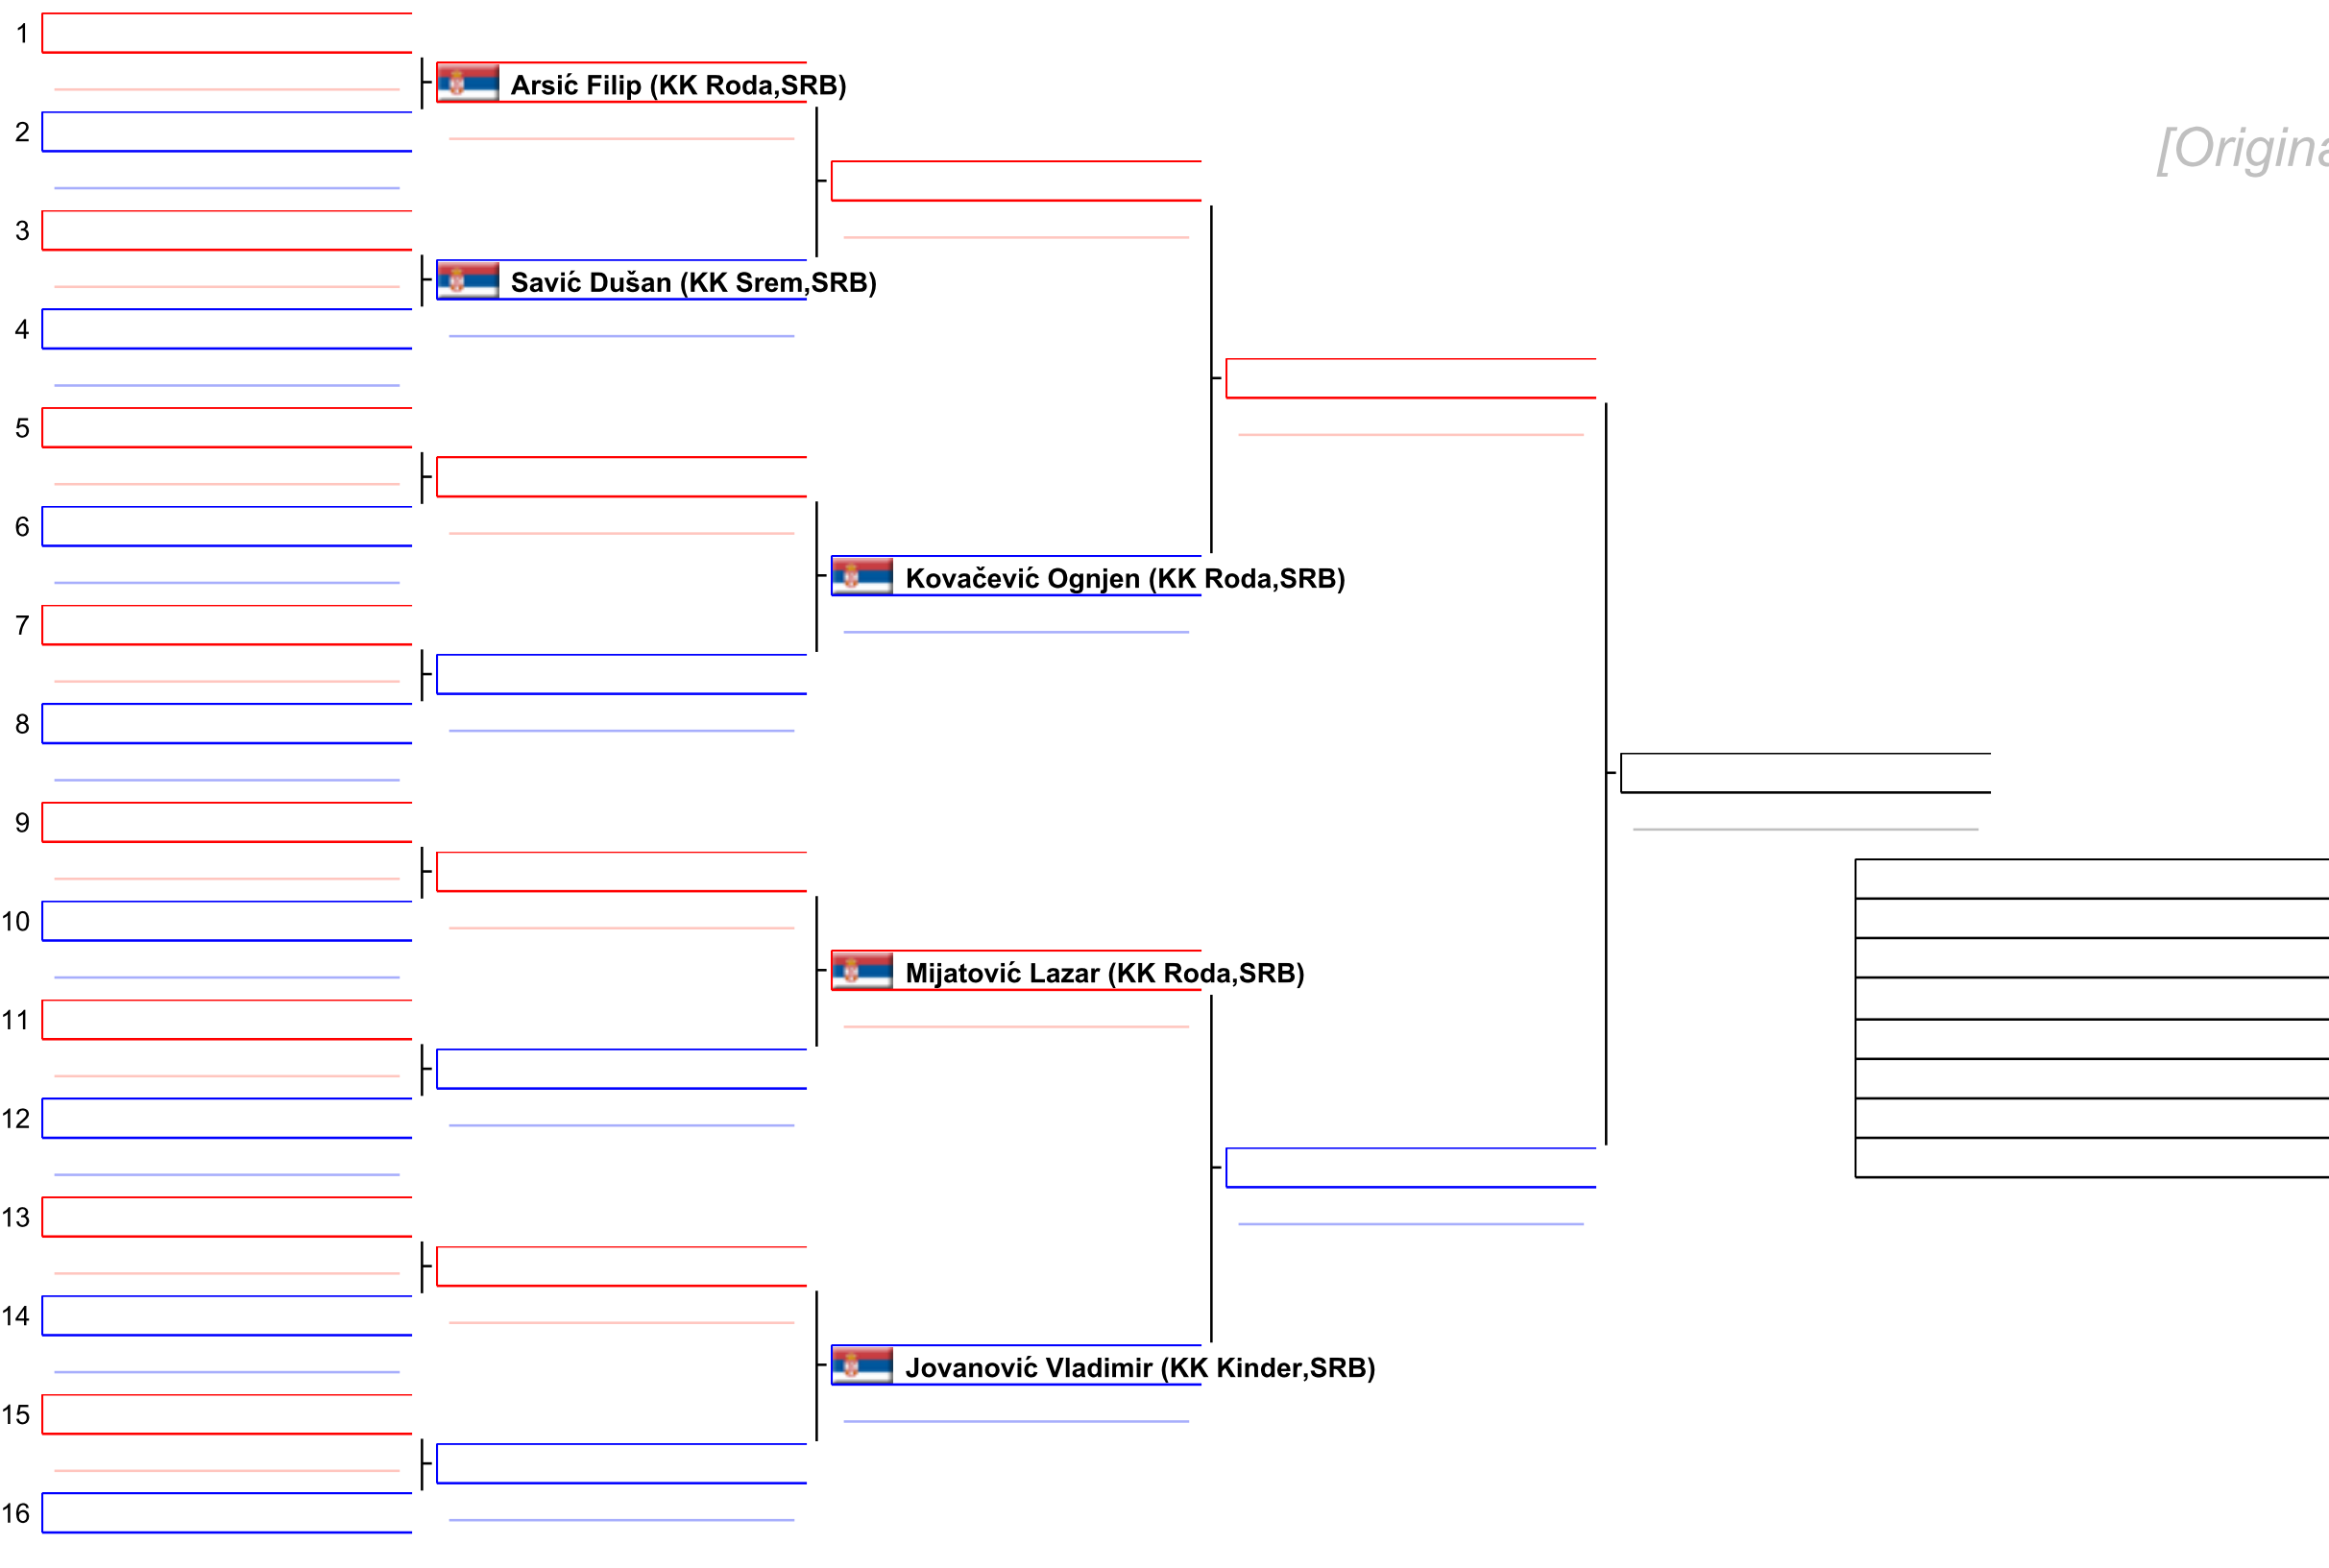 1
Arsić Filip (KK Roda,SRB)
2
[Origina
3
Savić Dušan (KK Srem,SRB)
4
5
6
Kovačević Ognjen (KK Roda,SRB)
7
8
9
10
Mijatović Lazar (KK Roda,SRB)
11
12
13
14
Jovanović Vladimir (KK Kinder,SRB)
15
16